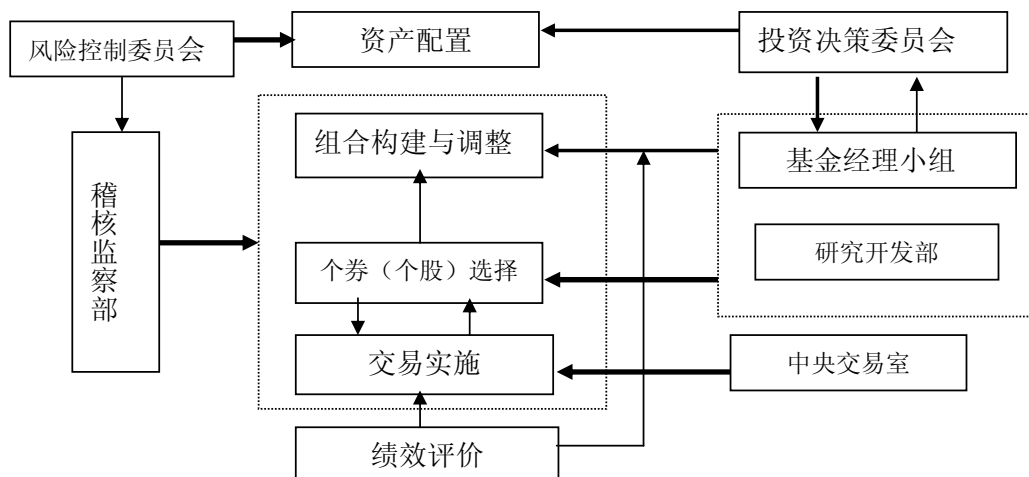 风险控制委员会
资产配置
投资决策委员会
组合构建与调整
基金经理小组
稽核监察部
个券（个股）选择
研究开发部
交易实施
中央交易室
绩效评价